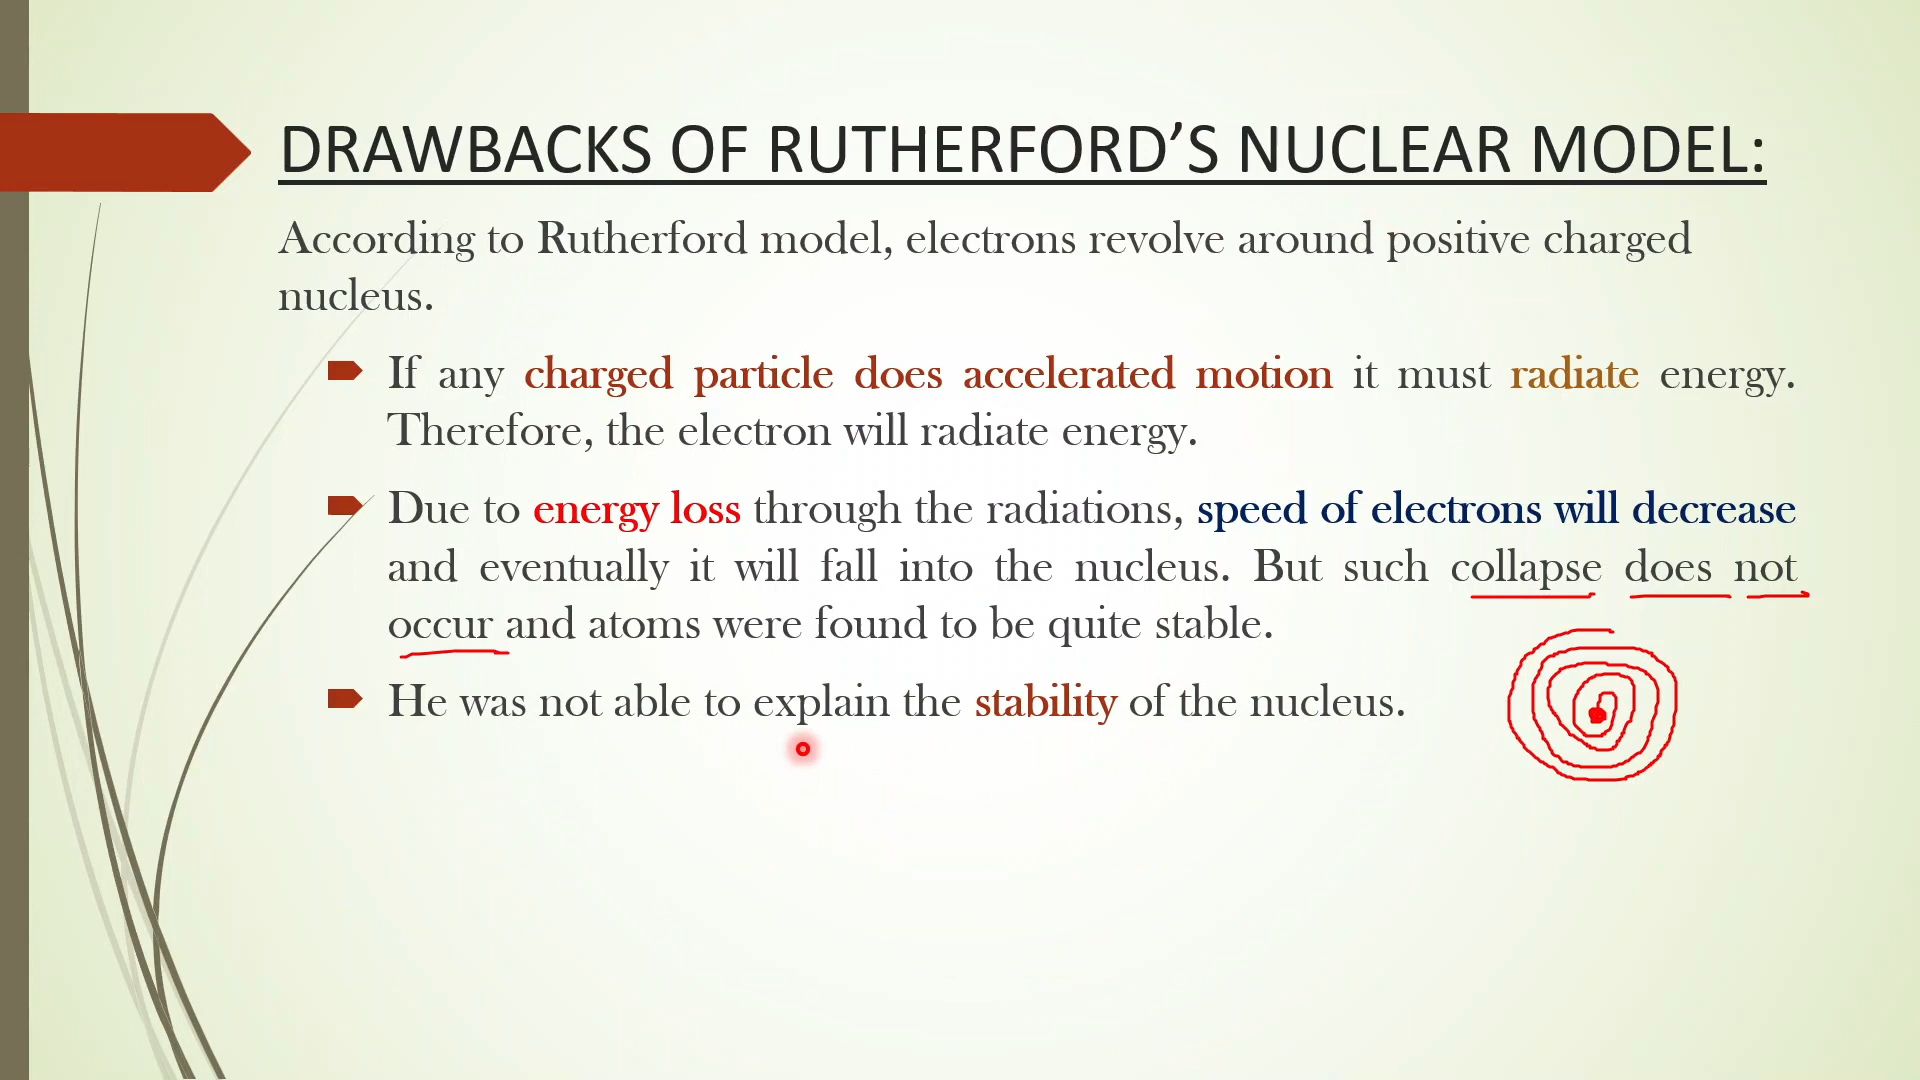 DRAWBACKS OF RUTHERFORD’S NUCLEAR MODEL:
According to Rutherford model, electrons revolve around positive charged
nucleus.
If any charged particle does accelerated motion it must radiate energy.
Therefore, the electron will radiate energy.
Due to energy loss through the radiations, speed of electrons will decrease
and eventually it will fall into the nucleus. But such collapse does not
occur and atoms were found to be quite stable.
He was not able to explain the stability of the nucleus.